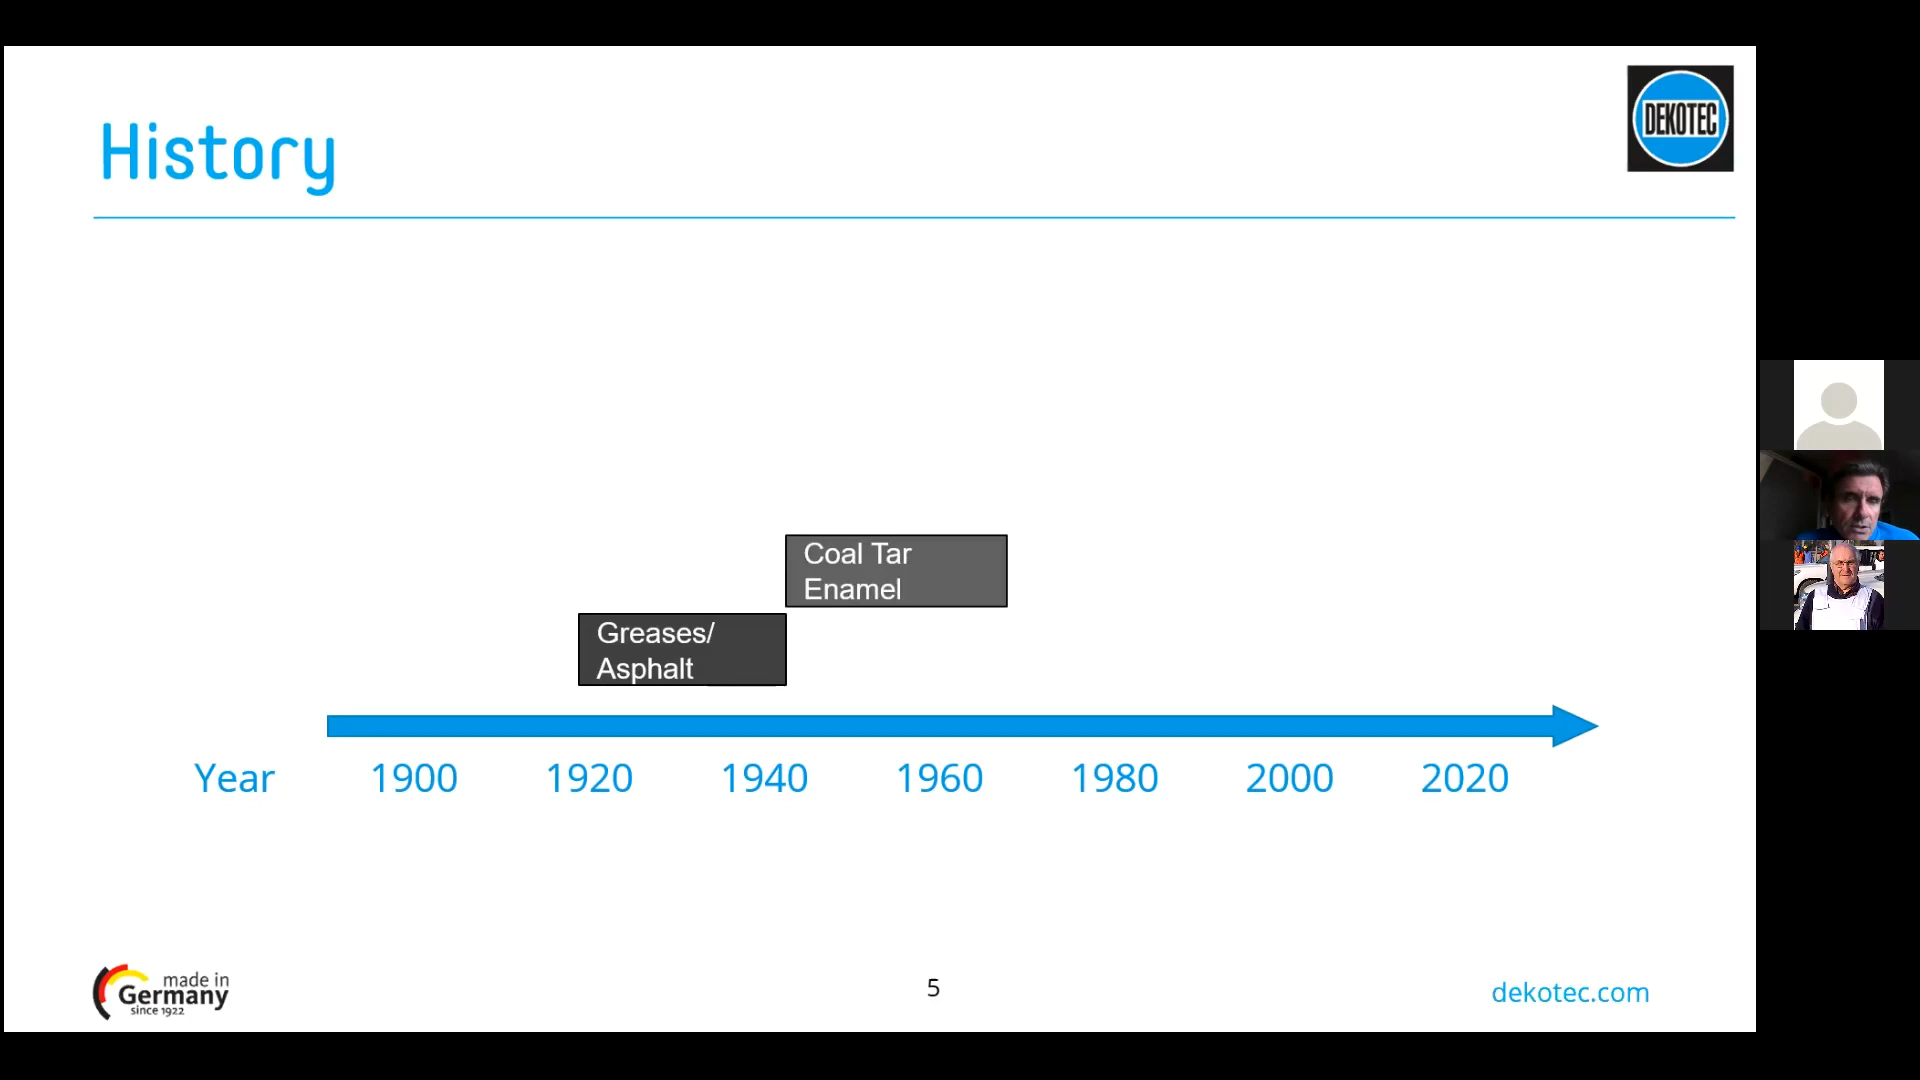 History
DEKOTEC
Coal Tar
Enamel
Greases/
Asphalt
Year 1900 1920 1940 1960 1980 2000 2020
made in
Germany
since 1922
5
dekotec.com